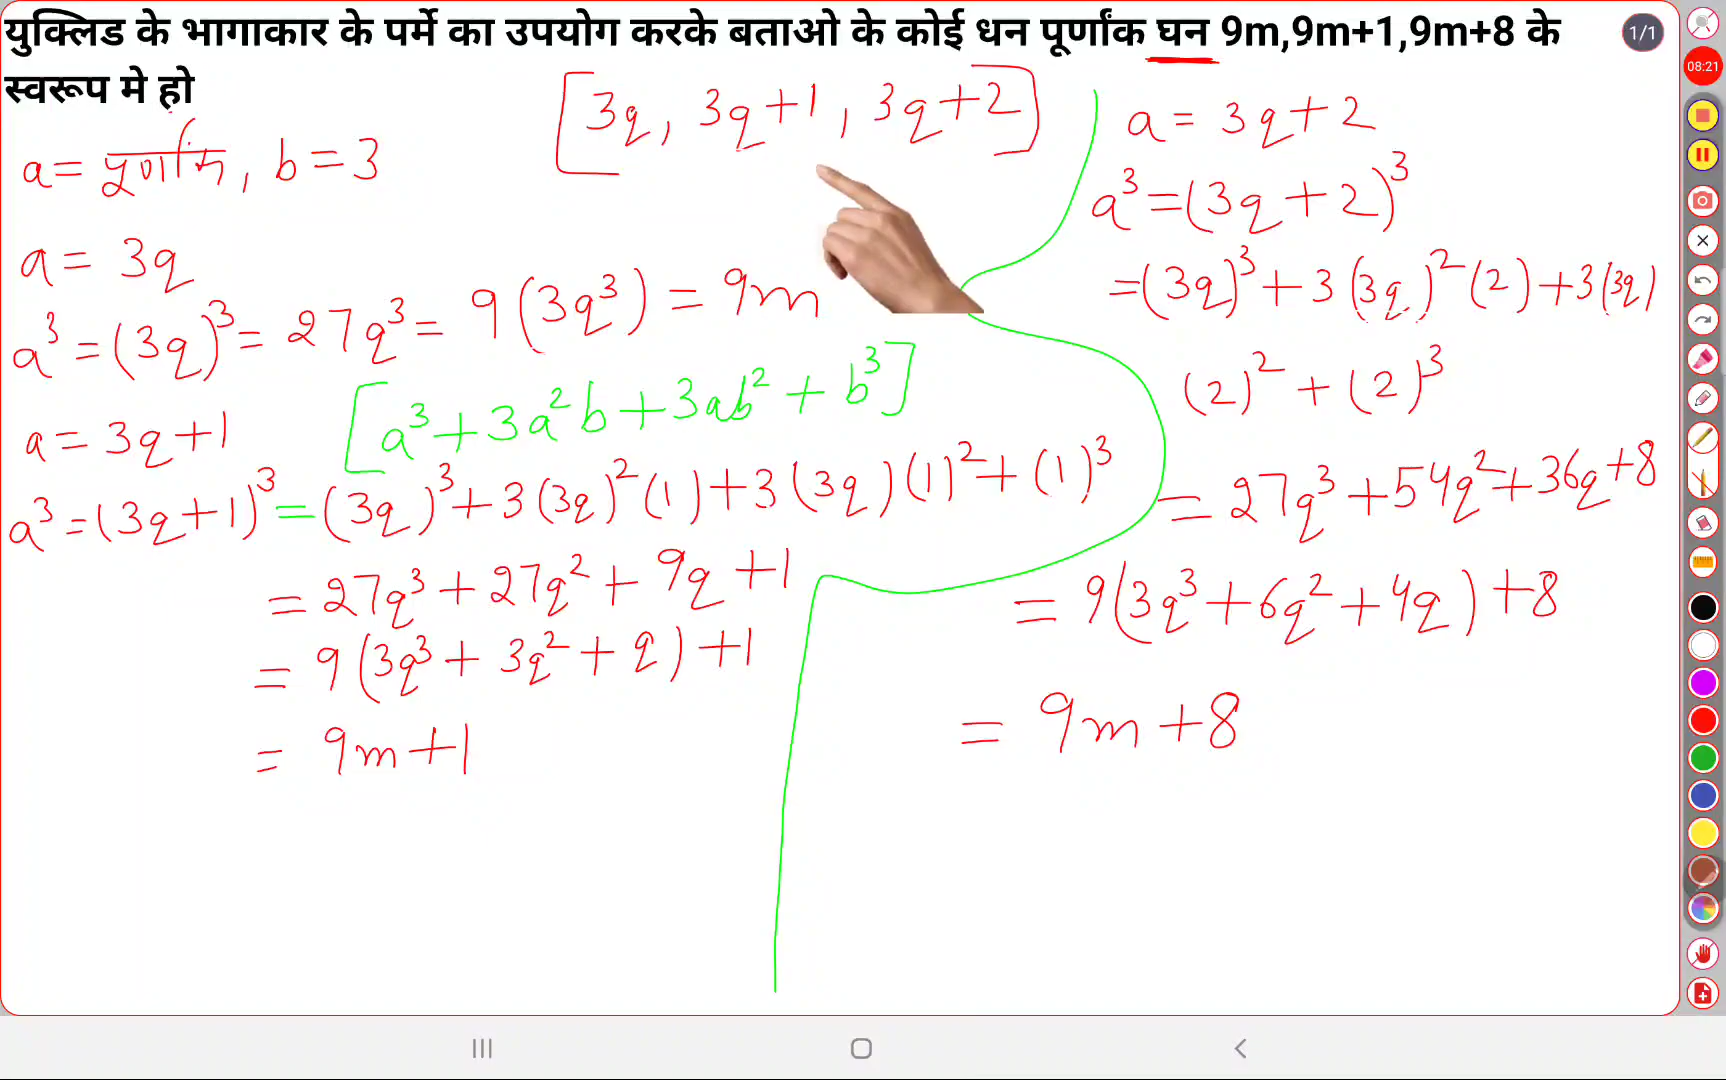 युक्लिड के भागाकार के पर्मे का उपयोग करके बताओ के कोई धन पूर्णांक घन 9m,9m+1,9m+8 के
स्वरूप मे हो
1/1
08:21
[3q, 3q+1, 3q+2]
a = पूर्णांक, b = 3
a = 3q
a³ = (3q)³ = 27q³ = 9(3q³) = 9m
a = 3q+1
[a³+3a²b+3ab²+b³]
a³ = (3q+1)³ = (3q)³+3(3q)²(1)+3(3q)(1)²+(1)³
= 27q³+27q²+9q+1
= 9(3q³+3q²+q)+1
= 9m+1
a = 3q+2
a³ = (3q+2)³
= (3q)³+3(3q)²(2)+3(3q)
(2)²+(2)³
= 27q³+54q²+36q+8
= 9(3q³+6q²+4q)+8
= 9m+8